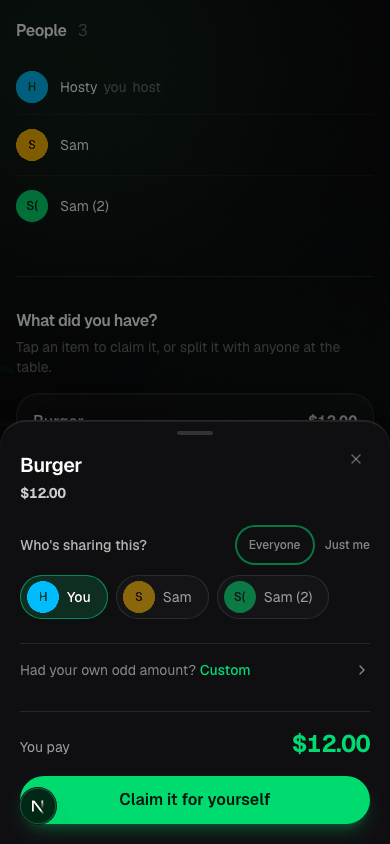 People 3
H Hosty you host
S Sam
S( Sam (2)
What did you have?
Tap an item to claim it, or split it with anyone at the
table.
Burger $12.00
Burger
$12.00
Who's sharing this? Everyone Just me
H You S Sam S( Sam (2)
Had your own odd amount? Custom
You pay $12.00
N Claim it for yourself